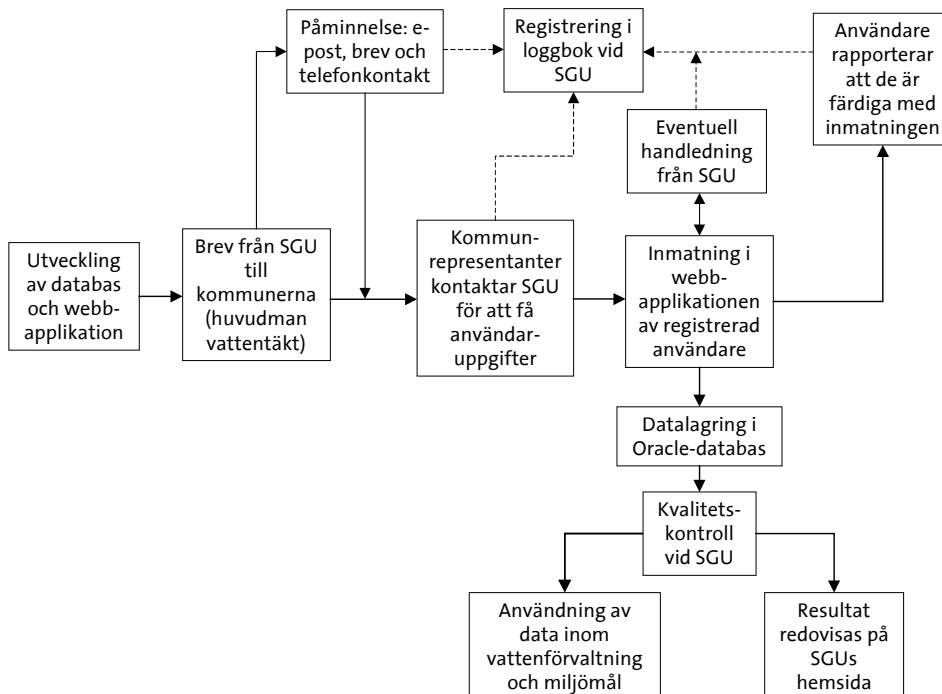 Påminnelse: e-
post, brev och
telefonkontakt
Registrering i
loggbok vid
SGU
Användare
rapporterar
att de är
färdiga med
inmatningen
Eventuell
handledning
från SGU
Utveckling
av databas
och webb-
applikation
Brev från SGU
till
kommunerna
(huvudman
vattentäkt)
Kommun-
representanter
kontaktar SGU
för att få
användar-
uppgifter
Inmatning i
webb-
applikationen
av registrerad
användare
Datalagring i
Oracle-databas
Kvalitets-
kontroll
vid SGU
Användning av
data inom
vattenförvaltning
och miljömål
Resultat
redovisas på
SGUs
hemsida